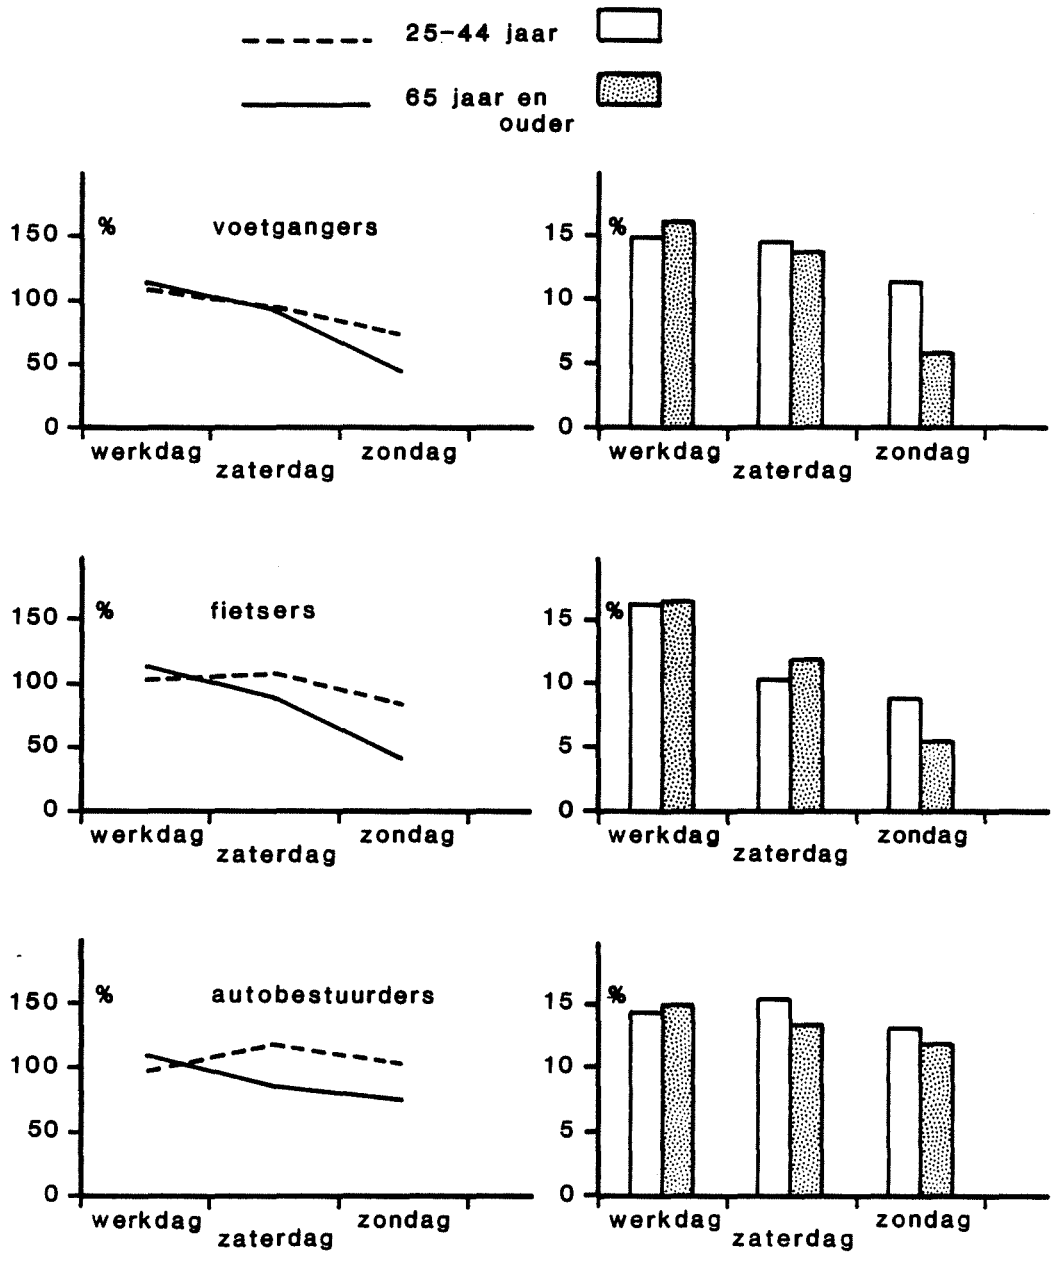 25-44 jaar
65 jaar en
ouder
% voetgangers
150
100
50
0
werkdag
zaterdag
zondag
%
15
10
5
0
werkdag
zaterdag
zondag
% fietsers
150
100
50
0
werkdag
zaterdag
zondag
%
15
10
5
0
werkdag
zaterdag
zondag
% autobestuurders
150
100
50
0
werkdag
zaterdag
zondag
%
15
10
5
0
werkdag
zaterdag
zondag